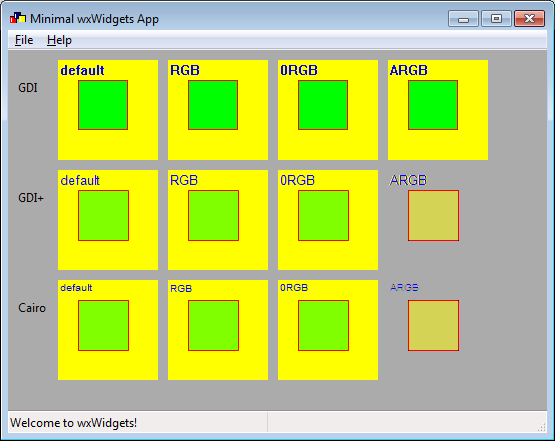 Minimal wxWidgets App
File Help
GDI default RGB 0RGB ARGB
GDI+ default RGB 0RGB ARGB
Cairo default RGB 0RGB ARGB
Welcome to wxWidgets!